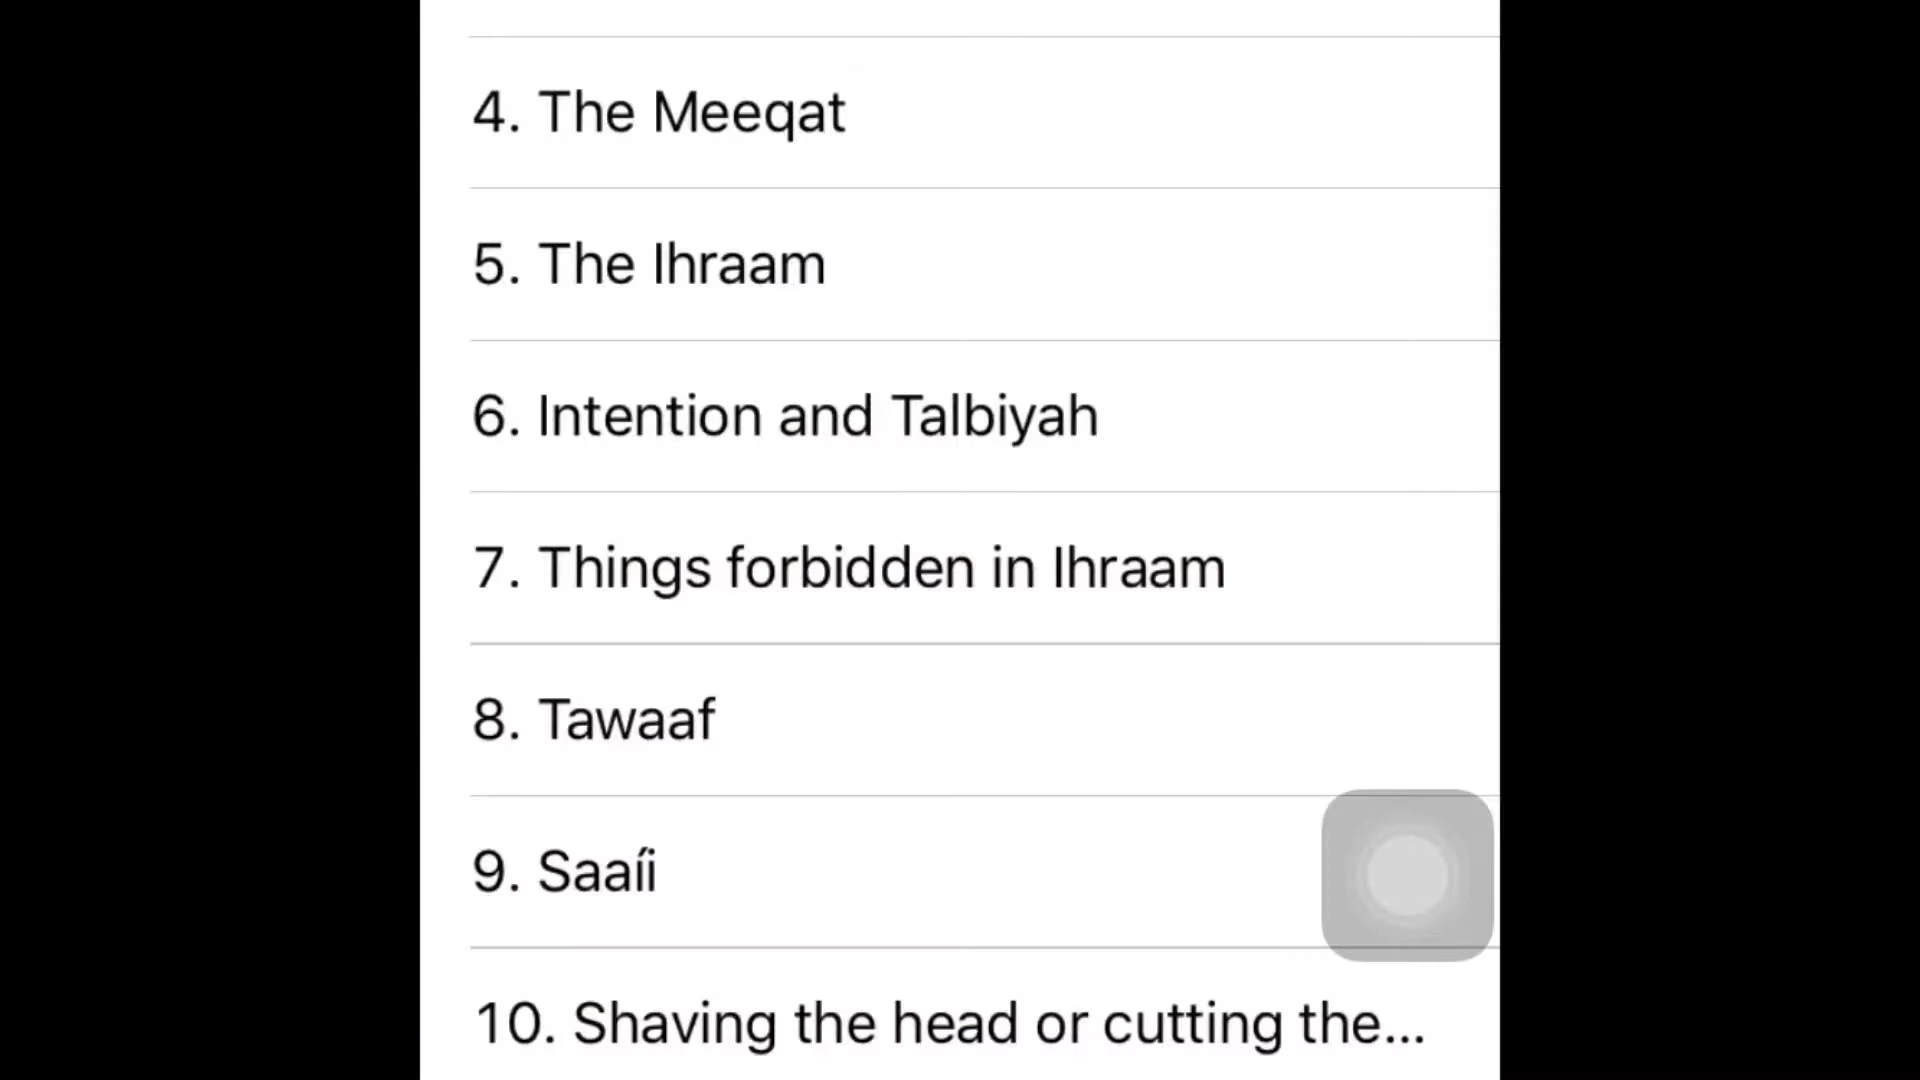 4. The Meeqat
5. The Ihraam
6. Intention and Talbiyah
7. Things forbidden in Ihraam
8. Tawaaf
9. Saaíi
10. Shaving the head or cutting the...